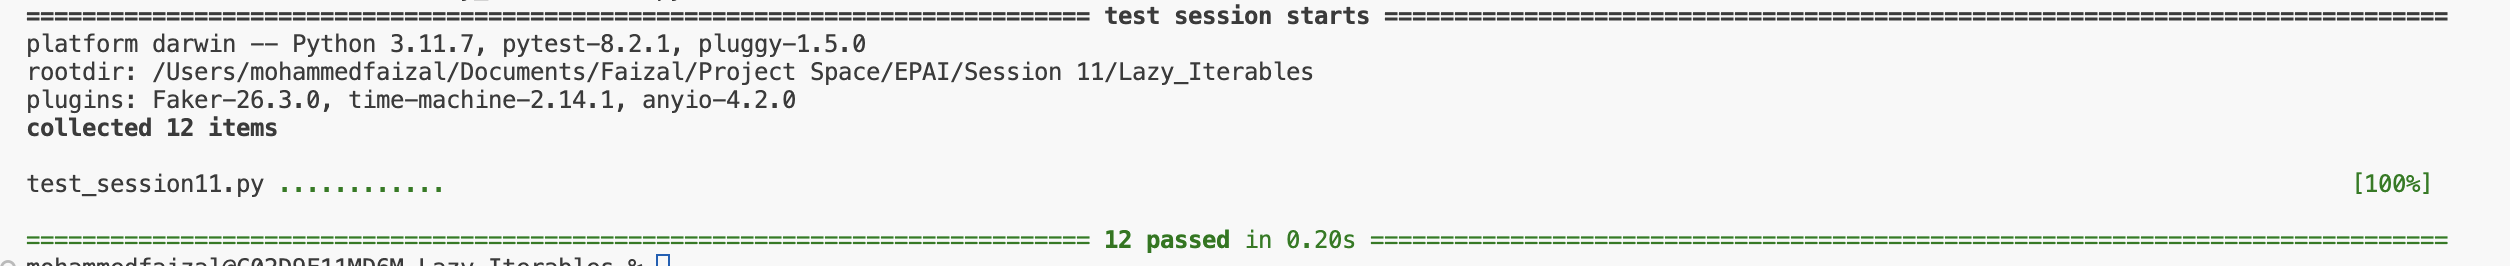 ============================================================================ test session starts ============================================================================
platform darwin -- Python 3.11.7, pytest-8.2.1, pluggy-1.5.0
rootdir: /Users/mohammedfaizal/Documents/Faizal/Project Space/EPAI/Session 11/Lazy_Iterables
plugins: Faker-26.3.0, time-machine-2.14.1, anyio-4.2.0
collected 12 items
test_session11.py ............ [100%]
============================================================================ 12 passed in 0.20s =============================================================================
Lazy_Iterables %